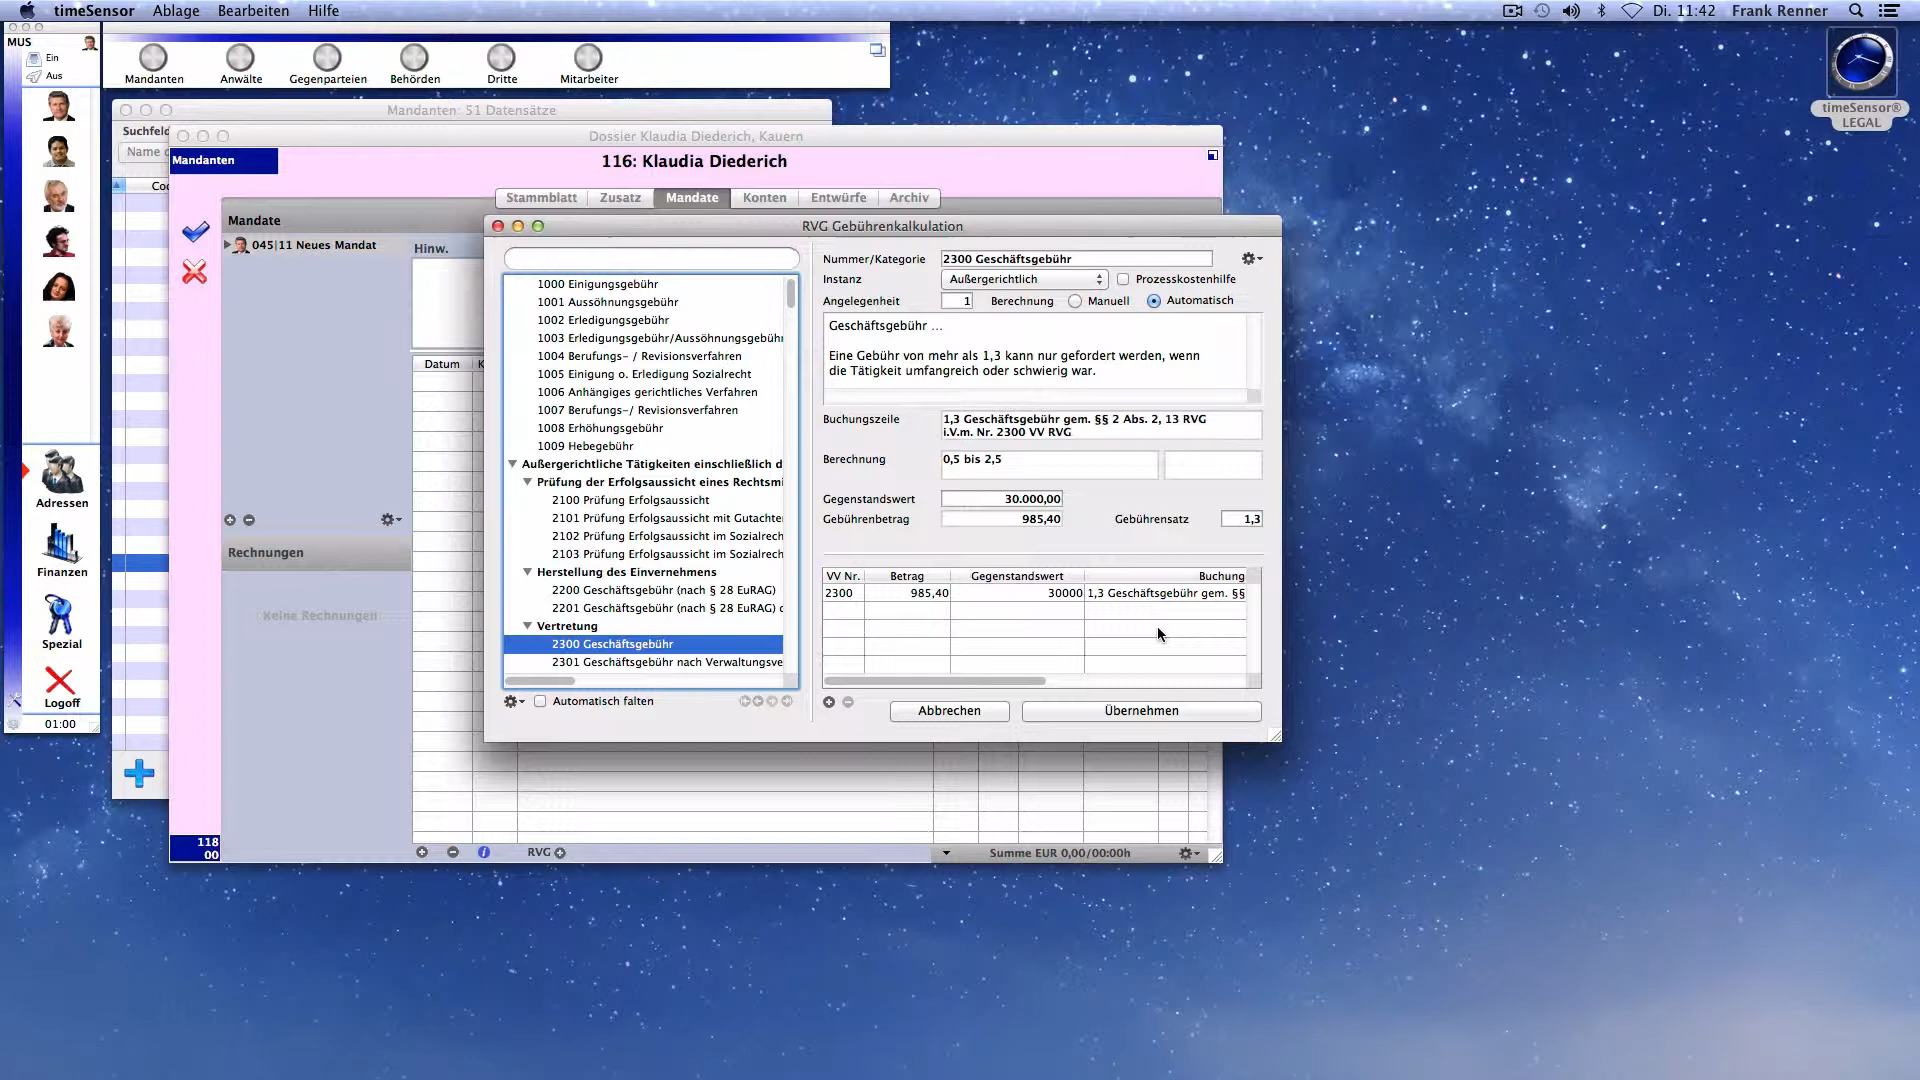 timeSensor Ablage Bearbeiten Hilfe
Di. 11:42 Frank Renner
MUS
Ein
Aus
Mandanten Anwälte Gegenparteien Behörden Dritte Mitarbeiter
timeSensor®
LEGAL
Mandanten: 51 Datensätze
Suchfeld
Name
Dossier Klaudia Diederich, Kauern
Mandanten
116: Klaudia Diederich
Stammblatt Zusatz Mandate Konten Entwürfe Archiv
Mandate
045|11 Neues Mandat
Hinw.
Datum K
Rechnungen
Keine Rechnungen
Adressen
Finanzen
Spezial
Logoff
01:00
118
00
RVG
Summe EUR 0,00/00:00h
RVG Gebührenkalkulation
1000 Einigungsgebühr
1001 Aussöhnungsgebühr
1002 Erledigungsgebühr
1003 Erledigungsgebühr/Aussöhnungsgebühr
1004 Berufungs- / Revisionsverfahren
1005 Einigung o. Erledigung Sozialrecht
1006 Anhängiges gerichtliches Verfahren
1007 Berufungs-/ Revisionsverfahren
1008 Erhöhungsgebühr
1009 Hebegebühr
Außergerichtliche Tätigkeiten einschließlich d
Prüfung der Erfolgsaussicht eines Rechtsmi
2100 Prüfung Erfolgsaussicht
2101 Prüfung Erfolgsaussicht mit Gutachte
2102 Prüfung Erfolgsaussicht im Sozialrech
2103 Prüfung Erfolgsaussicht im Sozialrech
Herstellung des Einvernehmens
2200 Geschäftsgebühr (nach § 28 EuRAG)
2201 Geschäftsgebühr (nach § 28 EuRAG)
Vertretung
2300 Geschäftsgebühr
2301 Geschäftsgebühr nach Verwaltungsve
Automatisch falten
Nummer/Kategorie 2300 Geschäftsgebühr
Instanz Außergerichtlich Prozesskostenhilfe
Angelegenheit 1 Berechnung Manuell Automatisch
Geschäftsgebühr ...
Eine Gebühr von mehr als 1,3 kann nur gefordert werden, wenn
die Tätigkeit umfangreich oder schwierig war.
Buchungszeile 1,3 Geschäftsgebühr gem. §§ 2 Abs. 2, 13 RVG
i.V.m. Nr. 2300 VV RVG
Berechnung 0,5 bis 2,5
Gegenstandswert 30.000,00
Gebührenbetrag 985,40 Gebührensatz 1,3
VV Nr. Betrag Gegenstandswert Buchung
2300 985,40 30000 1,3 Geschäftsgebühr gem. §§
Abbrechen Übernehmen